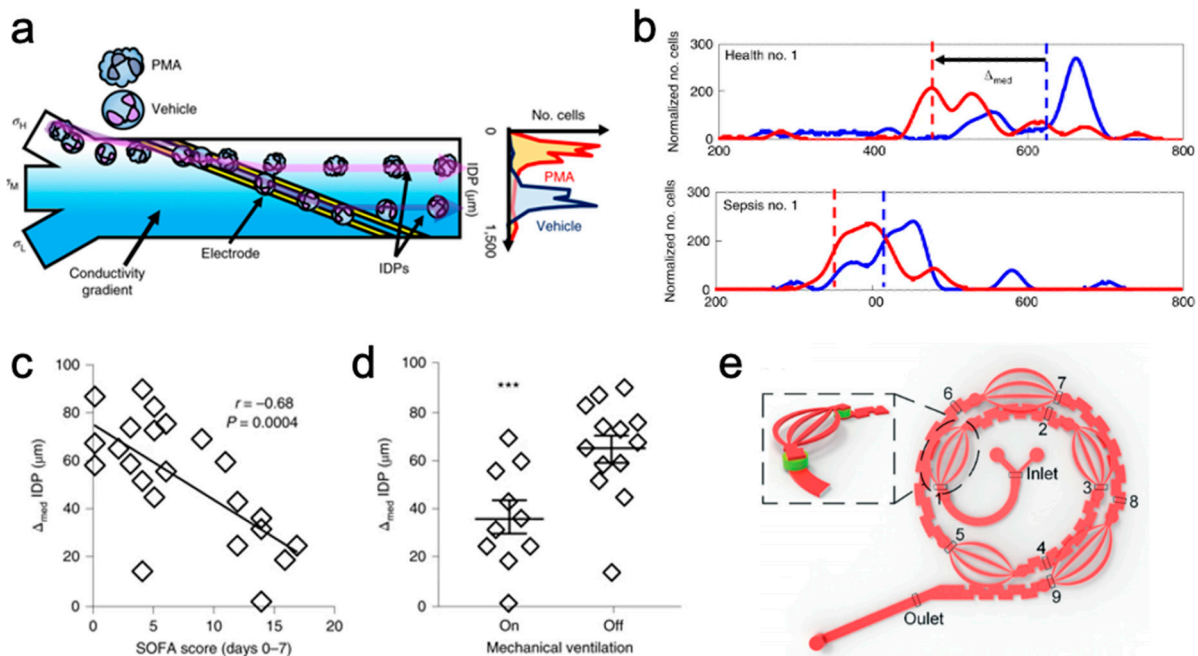 a
PMA
Vehicle
σH
γM
σL
Conductivity
gradient
Electrode
IDPs
No. cells
0
IDP (μm)
1,500
PMA
Vehicle
b
Normalized no. cells
300
200
0
Health no. 1
Δmed
200
400
600
800
Normalized no. cells
300
200
0
Sepsis no. 1
200
00
600
800
c
Δmed IDP (μm)
100
80
60
40
20
0
r = −0.68
P = 0.0004
0
5
10
15
20
SOFA score (days 0–7)
d
Δmed IDP (μm)
100
80
60
40
20
0
***
On
Off
Mechanical ventilation
e
6
7
2
1
Inlet
3
8
5
4
9
Oulet